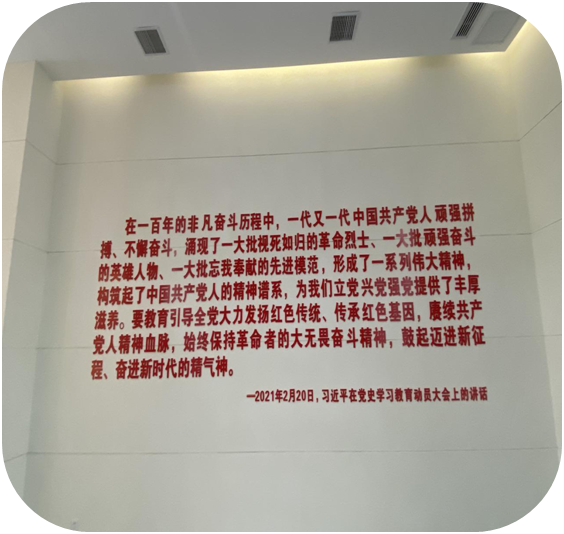 在一百年的非凡奋斗历程中，一代又一代中国共产党人顽强拼
搏、不懈奋斗，涌现了一大批视死如归的革命烈士、一大批顽强奋斗
的英雄人物、一大批忘我奉献的先进模范，形成了一系列伟大精神，
构筑起了中国共产党人的精神谱系，为我们立党兴党强党提供了丰厚
滋养。要教育引导全党大力发扬红色传统、传承红色基因，赓续共产
党人精神血脉，始终保持革命者的大无畏奋斗精神，鼓起迈进新征
程、奋进新时代的精气神。
—2021年2月20日，习近平在党史学习教育动员大会上的讲话